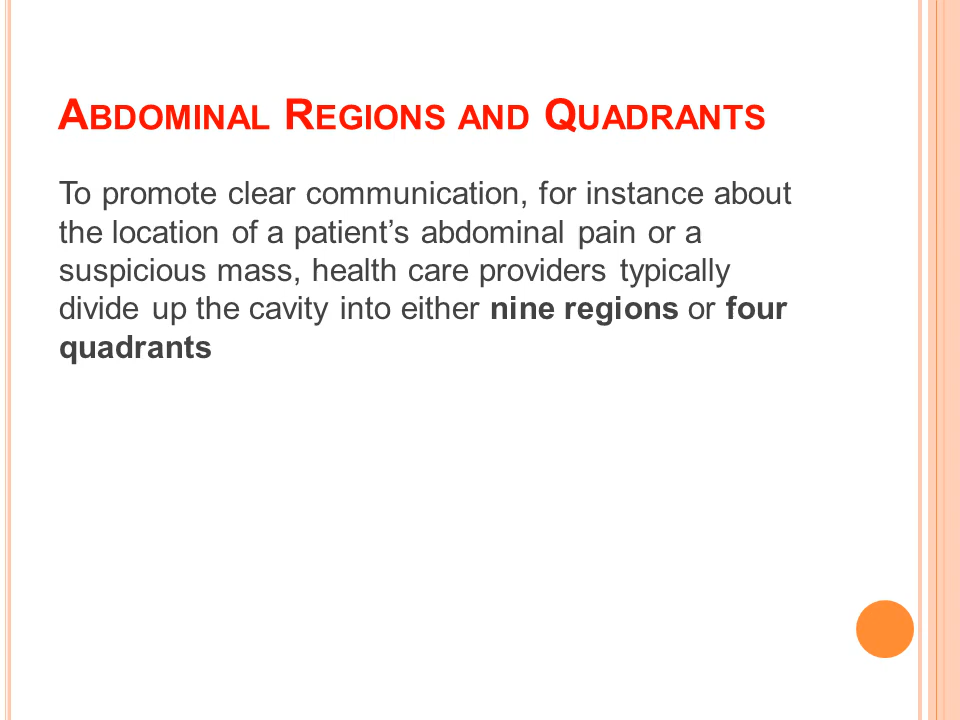 Abdominal Regions and Quadrants
To promote clear communication, for instance about
the location of a patient’s abdominal pain or a
suspicious mass, health care providers typically
divide up the cavity into either nine regions or four
quadrants